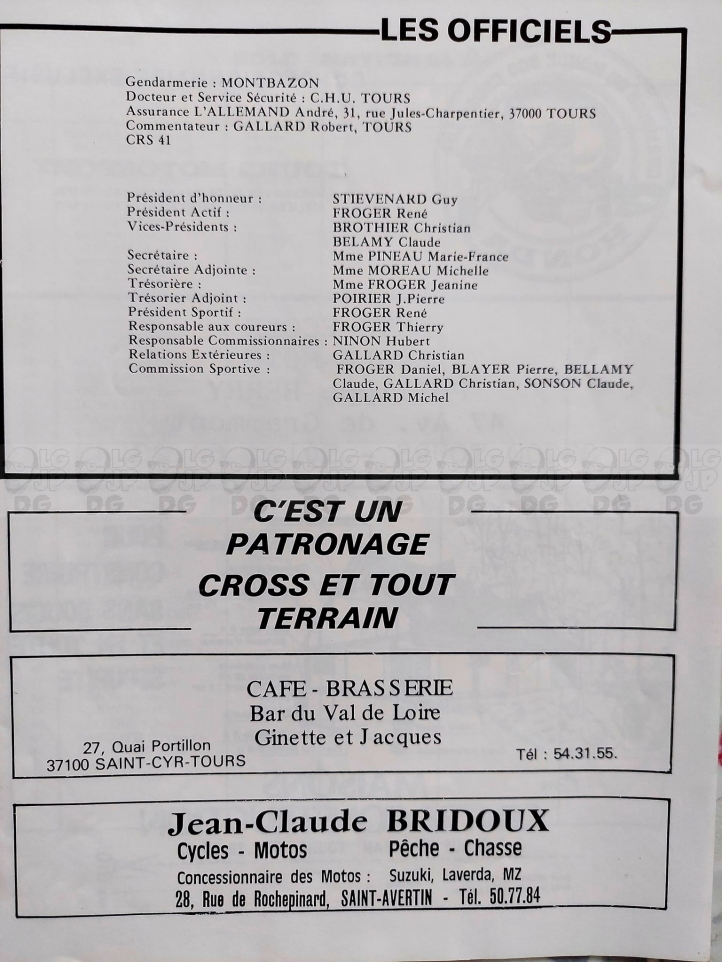 LES OFFICIELS
Gendarmerie : MONTBAZON
Docteur et Service Sécurité : C.H.U. TOURS
Assurance L'ALLEMAND André, 31, rue Jules-Charpentier, 37000 TOURS
Commentateur : GALLARD Robert, TOURS
CRS 41
Président d'honneur : STIEVENARD Guy
Président Actif : FROGER René
Vices-Présidents : BROTHIER Christian
BELAMY Claude
Secrétaire : Mme PINEAU Marie-France
Secrétaire Adjointe : Mme MOREAU Michelle
Trésorière : Mme FROGER Jeanine
Trésorier Adjoint : POIRIER J.Pierre
Président Sportif : FROGER René
Responsable aux coureurs : FROGER Thierry
Responsable Commissionnaires : NINON Hubert
Relations Extérieures : GALLARD Christian
Commission Sportive : FROGER Daniel, BLAYER Pierre, BELLAMY
Claude, GALLARD Christian, SONSON Claude,
GALLARD Michel
C'EST UN
PATRONAGE
CROSS ET TOUT
TERRAIN
CAFE - BRASSERIE
Bar du Val de Loire
Ginette et Jacques
27, Quai Portillon
37100 SAINT-CYR-TOURS
Tél : 54.31.55.
Jean-Claude BRIDOUX
Cycles - Motos Pêche - Chasse
Concessionnaire des Motos : Suzuki, Laverda, MZ
28, Rue de Rochepinard, SAINT-AVERTIN - Tél. 50.77.84